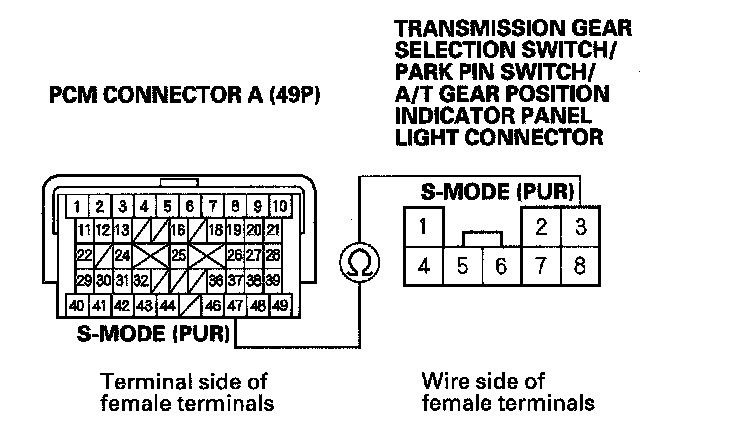 TRANSMISSION GEAR
SELECTION SWITCH/
PARK PIN SWITCH/
A/T GEAR POSITION
INDICATOR PANEL
LIGHT CONNECTOR
PCM CONNECTOR A (49P)
S-MODE (PUR)
1 2 3 4 5 6 7 8 9 10
11 12 13 16 18 19 20 21
22 24 25 26 27 28
29 30 31 32 36 37 38 39
40 41 42 43 44 46 47 48 49
Ω
1 2 3
4 5 6 7 8
S-MODE (PUR)
Terminal side of
female terminals
Wire side of
female terminals